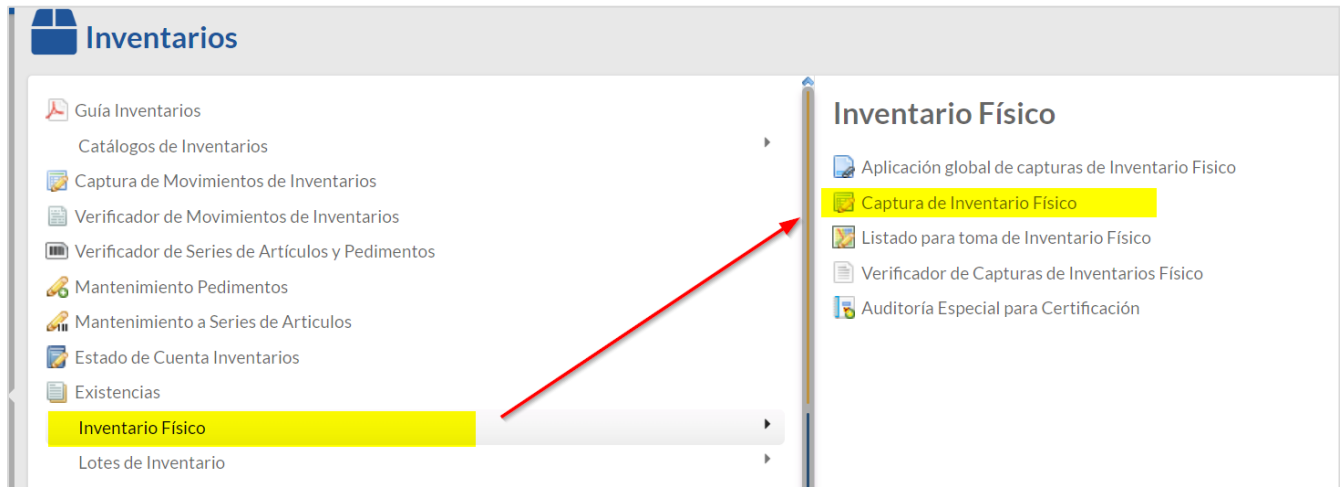 Inventarios
Guía Inventarios
Catálogos de Inventarios
Captura de Movimientos de Inventarios
Verificador de Movimientos de Inventarios
Verificador de Series de Artículos y Pedimentos
Mantenimiento Pedimentos
Mantenimiento a Series de Articulos
Estado de Cuenta Inventarios
Existencias
Inventario Físico
Lotes de Inventario
Inventario Físico
Aplicación global de capturas de Inventario Fisico
Captura de Inventario Físico
Listado para toma de Inventario Físico
Verificador de Capturas de Inventarios Físico
Auditoría Especial para Certificación